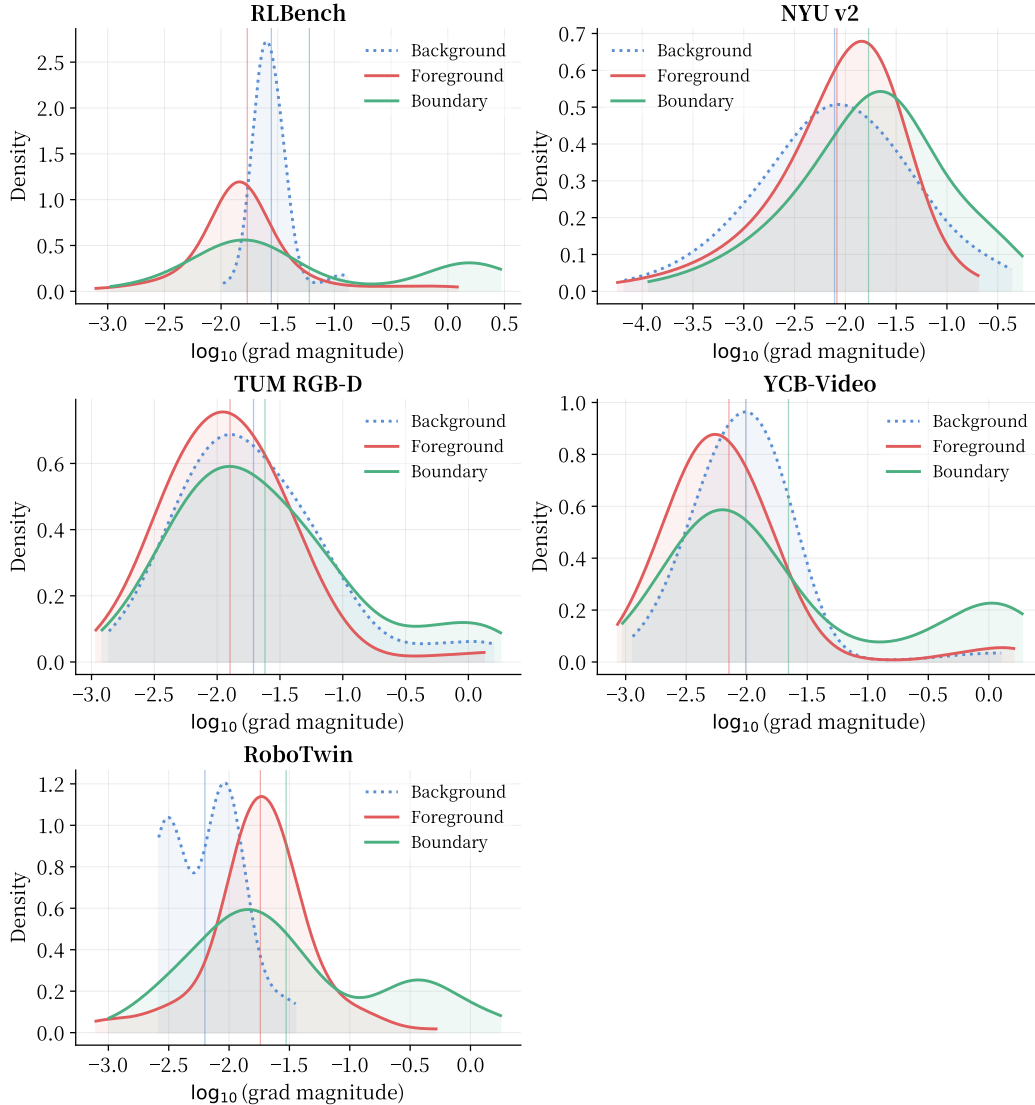 RLBench
Density
2.5
2.0
1.5
1.0
0.5
0.0
Background
Foreground
Boundary
−3.0 −2.5 −2.0 −1.5 −1.0 −0.5 0.0 0.5
log₁₀ (grad magnitude)
NYU v2
Density
0.7
0.6
0.5
0.4
0.3
0.2
0.1
0.0
Background
Foreground
Boundary
−4.0 −3.5 −3.0 −2.5 −2.0 −1.5 −1.0 −0.5
log₁₀ (grad magnitude)
TUM RGB-D
Density
0.6
0.4
0.2
0.0
Background
Foreground
Boundary
−3.0 −2.5 −2.0 −1.5 −1.0 −0.5 0.0
log₁₀ (grad magnitude)
YCB-Video
Density
1.0
0.8
0.6
0.4
0.2
0.0
Background
Foreground
Boundary
−3.0 −2.5 −2.0 −1.5 −1.0 −0.5 0.0
log₁₀ (grad magnitude)
RoboTwin
Density
1.2
1.0
0.8
0.6
0.4
0.2
0.0
Background
Foreground
Boundary
−3.0 −2.5 −2.0 −1.5 −1.0 −0.5 0.0
log₁₀ (grad magnitude)